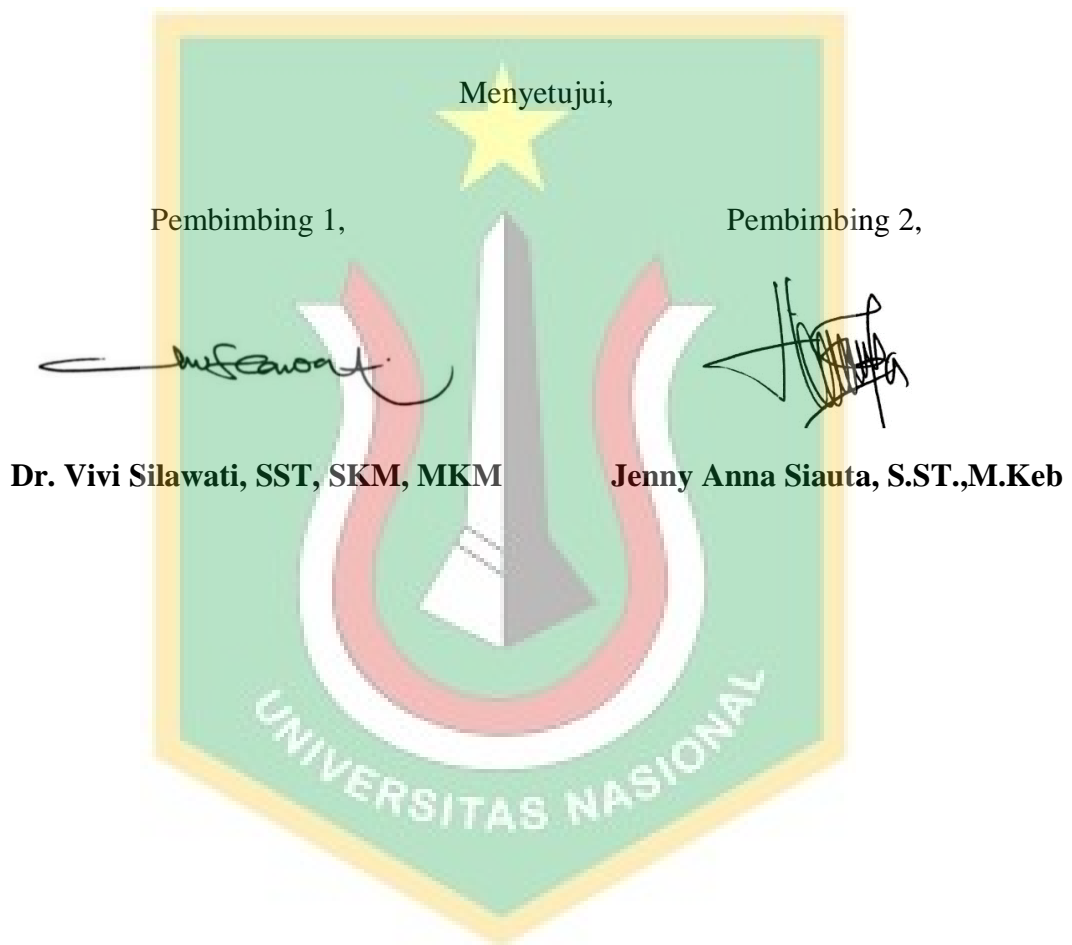 Menyetujui,
Pembimbing 1,
Pembimbing 2,
Dr. Vivi Silawati, SST, SKM, MKM
Jenny Anna Siauta, S.ST.,M.Keb
UNIVERSITAS NASIONAL